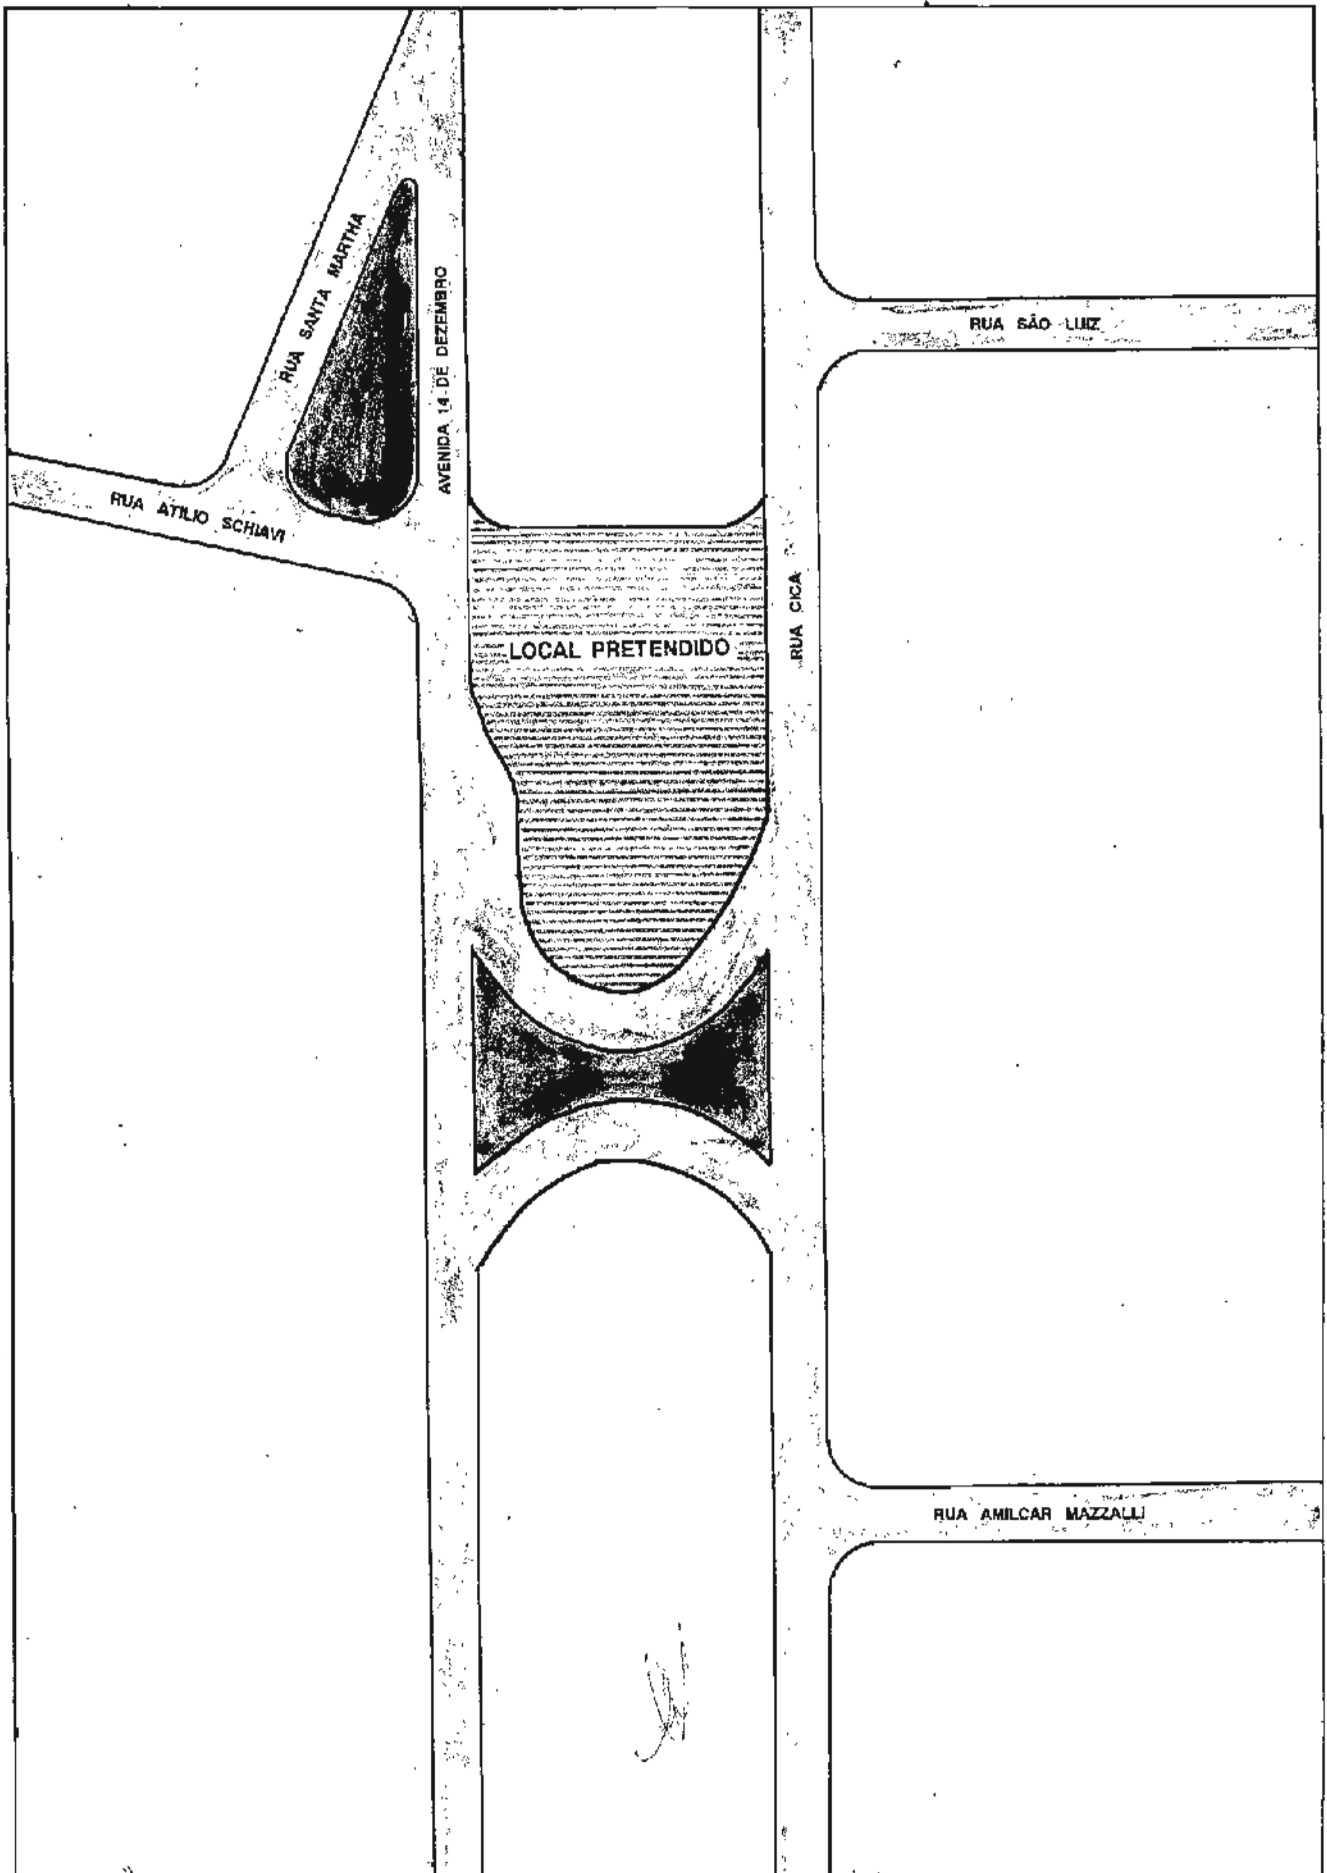 RUA SANTA MARTHA
AVENIDA 14 DE DEZEMBRO
RUA SÃO LUIZ
RUA ATILIO SCHIAVI
RUA CICA
LOCAL PRETENDIDO
RUA AMILCAR MAZZALLI